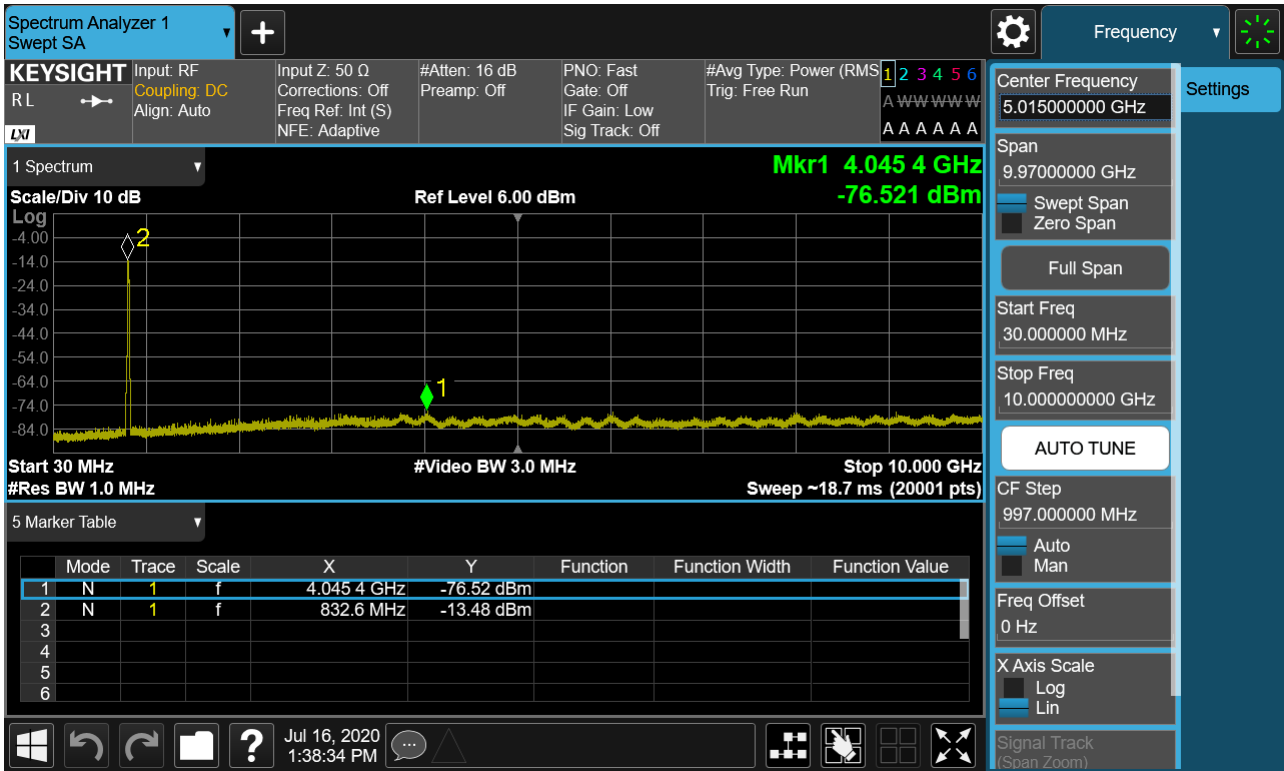 Spectrum Analyzer 1
Swept SA
Frequency
KEYSIGHT
R L
LXI
Input: RF
Coupling: DC
Align: Auto
Input Z: 50 Ω
Corrections: Off
Freq Ref: Int (S)
NFE: Adaptive
#Atten: 16 dB
Preamp: Off
PNO: Fast
Gate: Off
IF Gain: Low
Sig Track: Off
#Avg Type: Power (RMS
Trig: Free Run
1 2 3 4 5 6
A W W W W W
A A A A A A
Center Frequency
5.015000000 GHz
Settings
Span
9.97000000 GHz
Swept Span
Zero Span
Full Span
Start Freq
30.000000 MHz
Stop Freq
10.000000000 GHz
AUTO TUNE
CF Step
997.000000 MHz
Auto
Man
Freq Offset
0 Hz
X Axis Scale
Log
Lin
Signal Track
(Span Zoom)
1 Spectrum
Mkr1 4.045 4 GHz
Scale/Div 10 dB
Ref Level 6.00 dBm
-76.521 dBm
Log
-4.00
-14.0
-24.0
-34.0
-44.0
-54.0
-64.0
-74.0
-84.0
2
1
Start 30 MHz
#Video BW 3.0 MHz
Stop 10.000 GHz
#Res BW 1.0 MHz
Sweep ~18.7 ms (20001 pts)
5 Marker Table
Mode Trace Scale X Y Function Function Width Function Value
1 N 1 f 4.045 4 GHz -76.52 dBm
2 N 1 f 832.6 MHz -13.48 dBm
3
4
5
6
?
Jul 16, 2020
1:38:34 PM